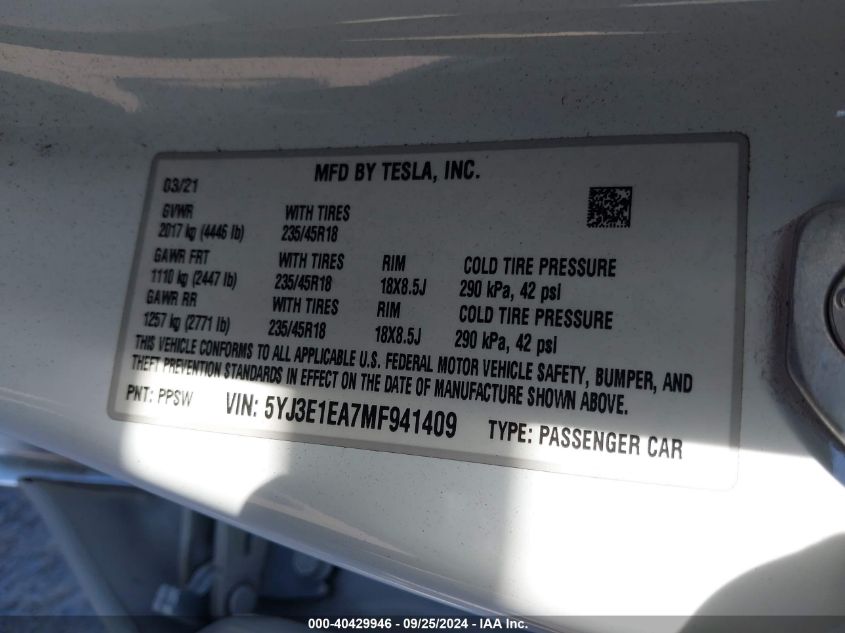 MFD BY TESLA, INC.
03/21
GVWR WITH TIRES
2017 kg (4446 lb) 235/45R18
GAWR FRT WITH TIRES RIM COLD TIRE PRESSURE
1110 kg (2447 lb) 235/45R18 18X8.5J 290 kPa, 42 psi
GAWR RR WITH TIRES RIM COLD TIRE PRESSURE
1257 kg (2771 lb) 235/45R18 18X8.5J 290 kPa, 42 psi
THIS VEHICLE CONFORMS TO ALL APPLICABLE U.S. FEDERAL MOTOR VEHICLE SAFETY, BUMPER, AND
THEFT PREVENTION STANDARDS IN EFFECT ON THE DATE OF MANUFACTURE SHOWN ABOVE.
PNT: PPSW VIN: 5YJ3E1EA7MF941409 TYPE: PASSENGER CAR
000-40429946 - 09/25/2024 - IAA, Inc.